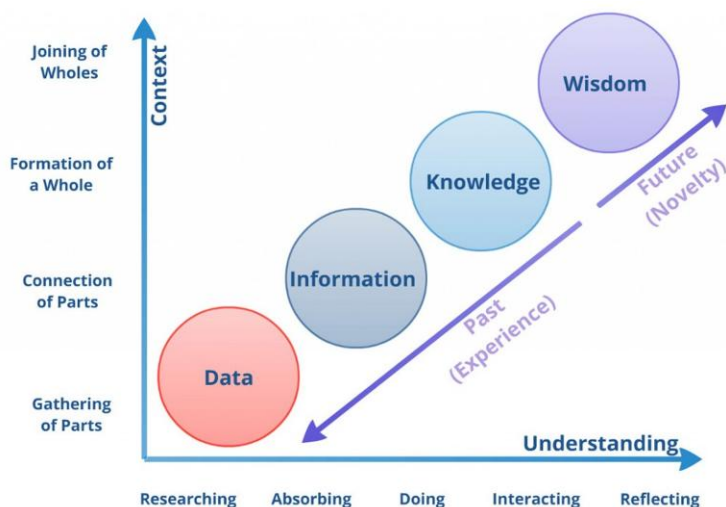 Joining of
Wholes
Context
Wisdom
Formation of
a Whole
Knowledge
Future
(Novelty)
Connection
of Parts
Information
Past
(Experience)
Gathering
of Parts
Data
Understanding
Researching Absorbing Doing Interacting Reflecting